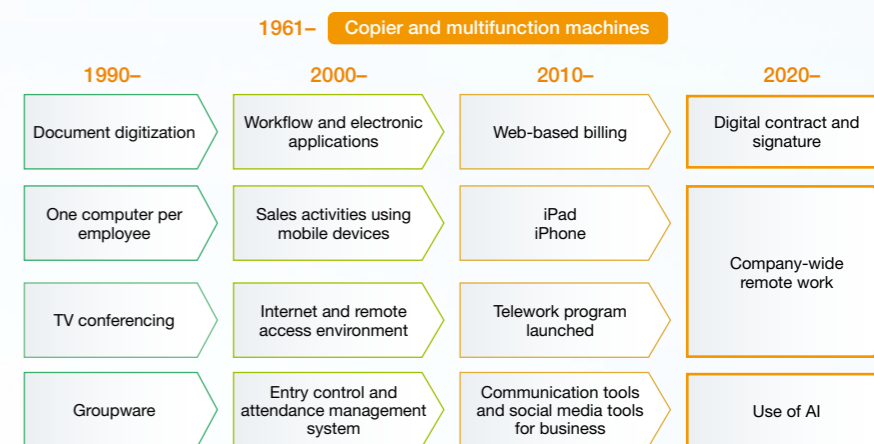 1961– Copier and multifunction machines
1990–
2000–
2010–
2020–
Document digitization
Workflow and electronic
applications
Web-based billing
Digital contract and
signature
One computer per
employee
Sales activities using
mobile devices
iPad
iPhone
Company-wide
remote work
TV conferencing
Internet and remote
access environment
Telework program
launched
Groupware
Entry control and
attendance management
system
Communication tools
and social media tools
for business
Use of AI